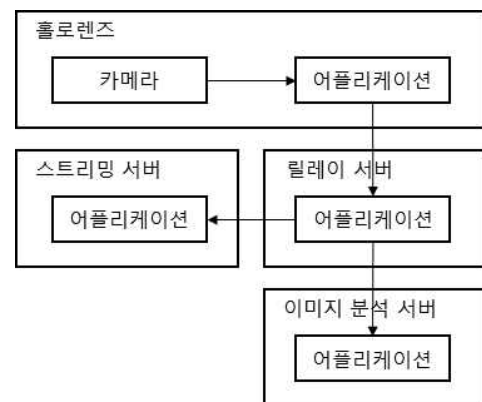 홀로렌즈
카메라
어플리케이션
스트리밍 서버
어플리케이션
릴레이 서버
어플리케이션
이미지 분석 서버
어플리케이션